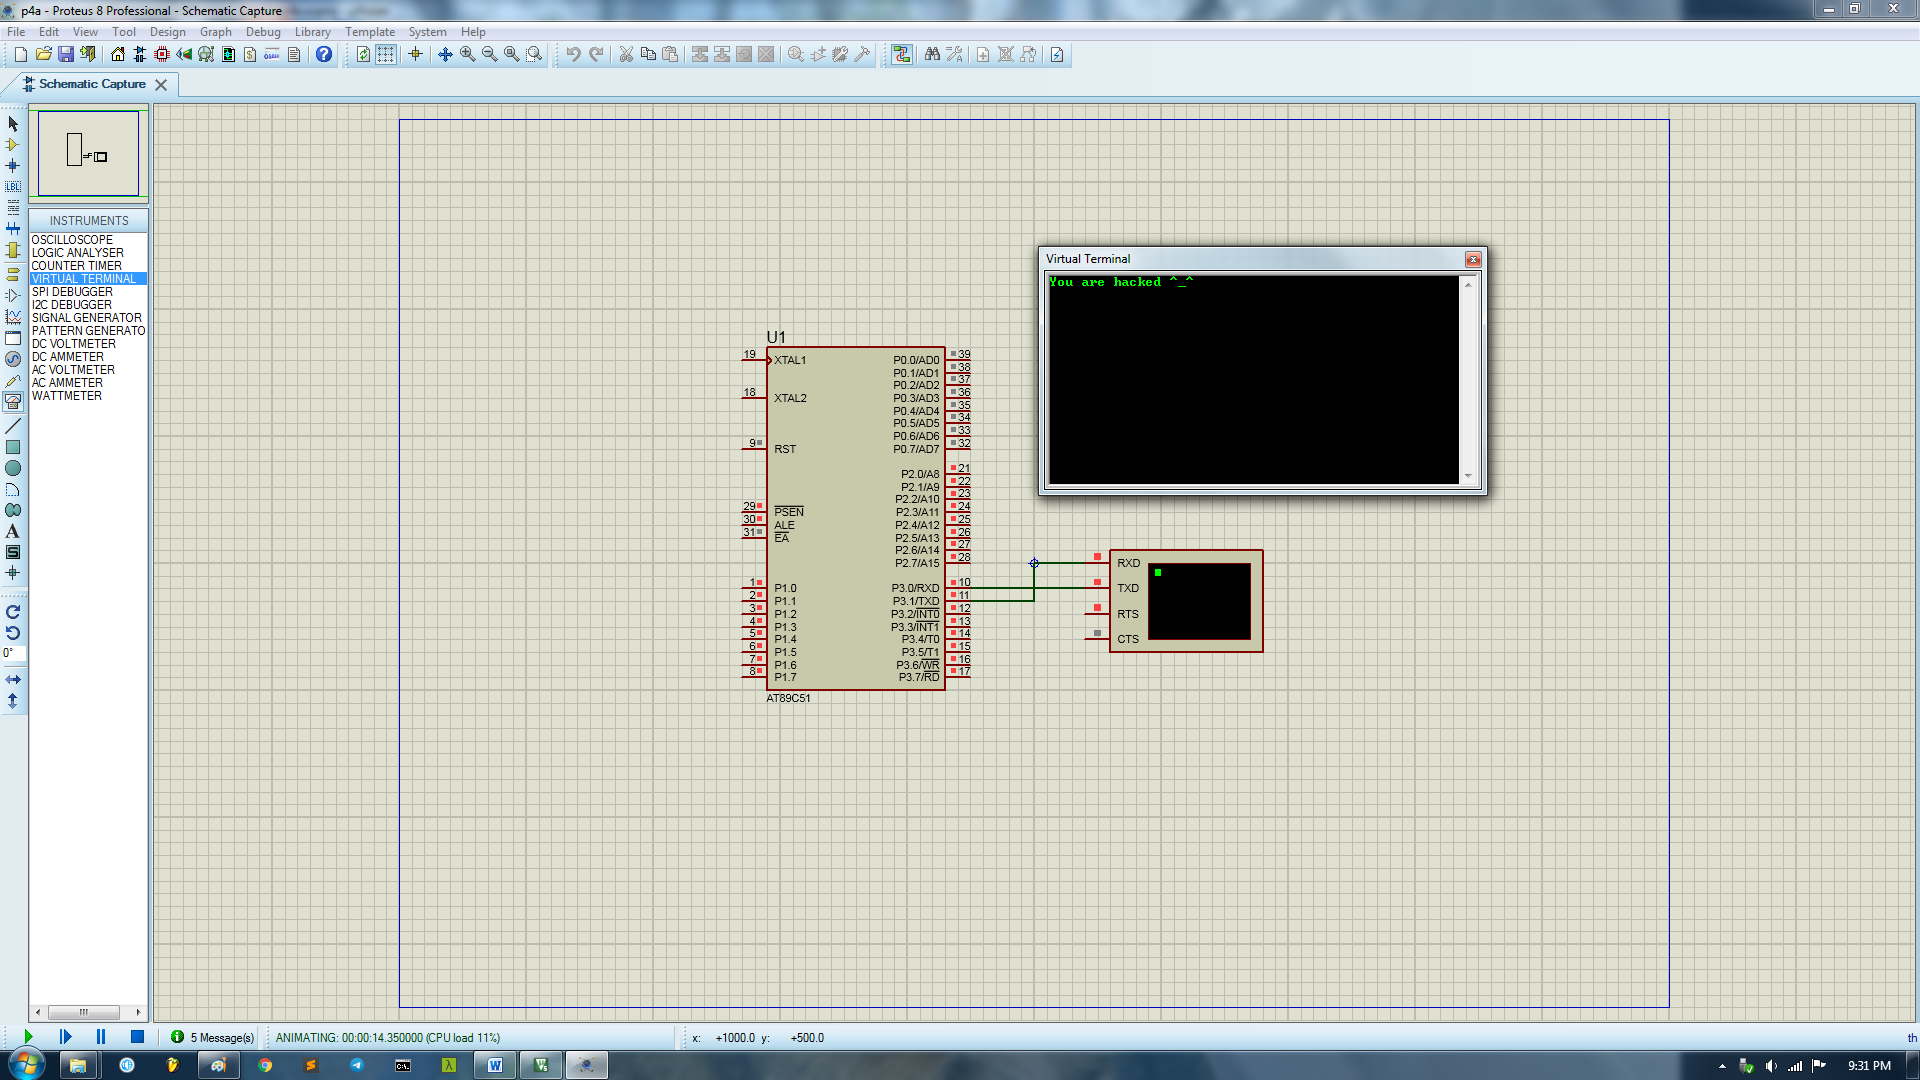 p4a - Proteus 8 Professional - Schematic Capture
File Edit View Tool Design Graph Debug Library Template System Help
Schematic Capture
INSTRUMENTS
OSCILLOSCOPE
LOGIC ANALYSER
COUNTER TIMER
VIRTUAL TERMINAL
SPI DEBUGGER
I2C DEBUGGER
SIGNAL GENERATOR
PATTERN GENERATO
DC VOLTMETER
DC AMMETER
AC VOLTMETER
AC AMMETER
WATTMETER
LBL
A
S
0°
Virtual Terminal
You are hacked ^_^
U1
19 XTAL1 P0.0/AD0 39
P0.1/AD1 38
P0.2/AD2 37
18 XTAL2 P0.3/AD3 36
P0.4/AD4 35
P0.5/AD5 34
P0.6/AD6 33
9 RST P0.7/AD7 32
P2.0/A8 21
P2.1/A9 22
P2.2/A10 23
29 PSEN P2.3/A11 24
30 ALE P2.4/A12 25
31 EA P2.5/A13 26
P2.6/A14 27
P2.7/A15 28
1 P1.0 P3.0/RXD 10
2 P1.1 P3.1/TXD 11
3 P1.2 P3.2/INT0 12
4 P1.3 P3.3/INT1 13
5 P1.4 P3.4/T0 14
6 P1.5 P3.5/T1 15
7 P1.6 P3.6/WR 16
8 P1.7 P3.7/RD 17
AT89C51
RXD
TXD
RTS
CTS
5 Message(s) ANIMATING: 00:00:14.350000 (CPU load 11%) x: +1000.0 y: +500.0 th
9:31 PM